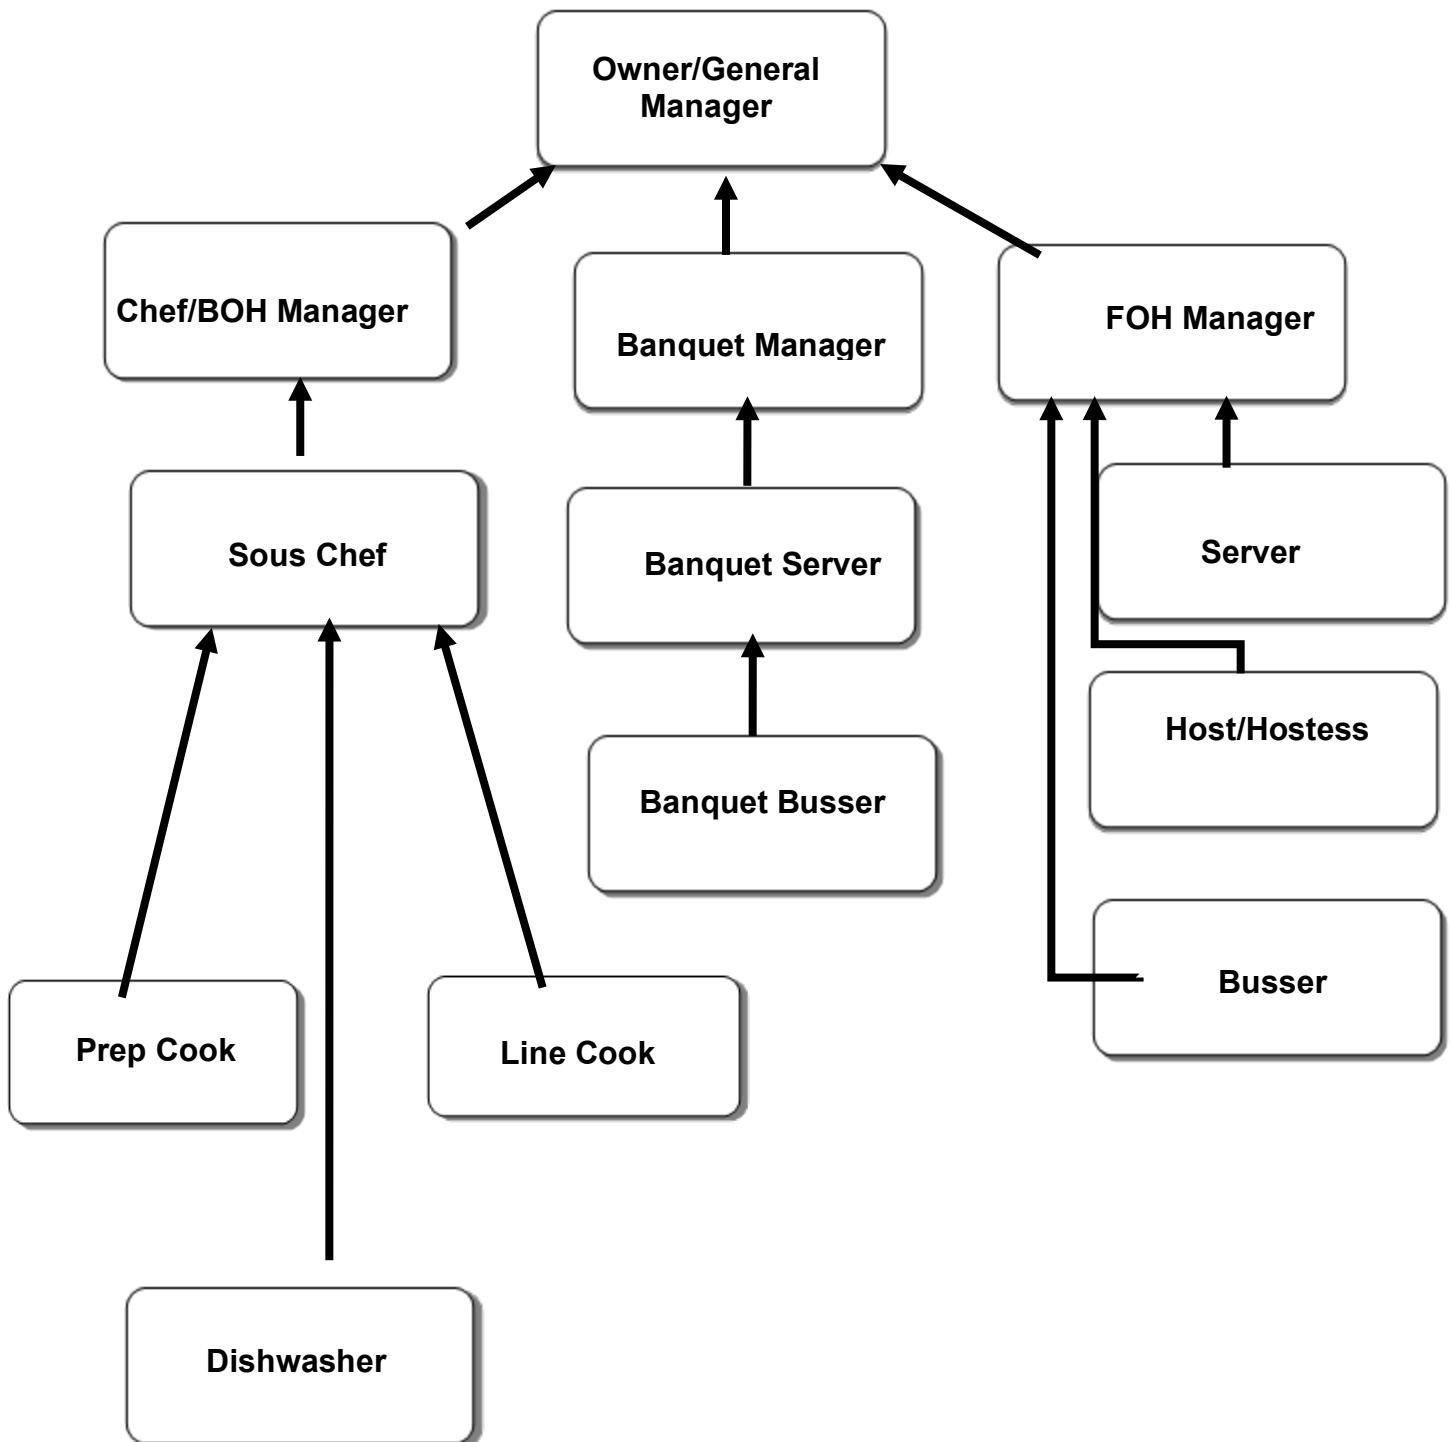 Owner/General
Manager
Chef/BOH Manager
Banquet Manager
FOH Manager
Sous Chef
Banquet Server
Server
Host/Hostess
Banquet Busser
Busser
Prep Cook
Line Cook
Dishwasher